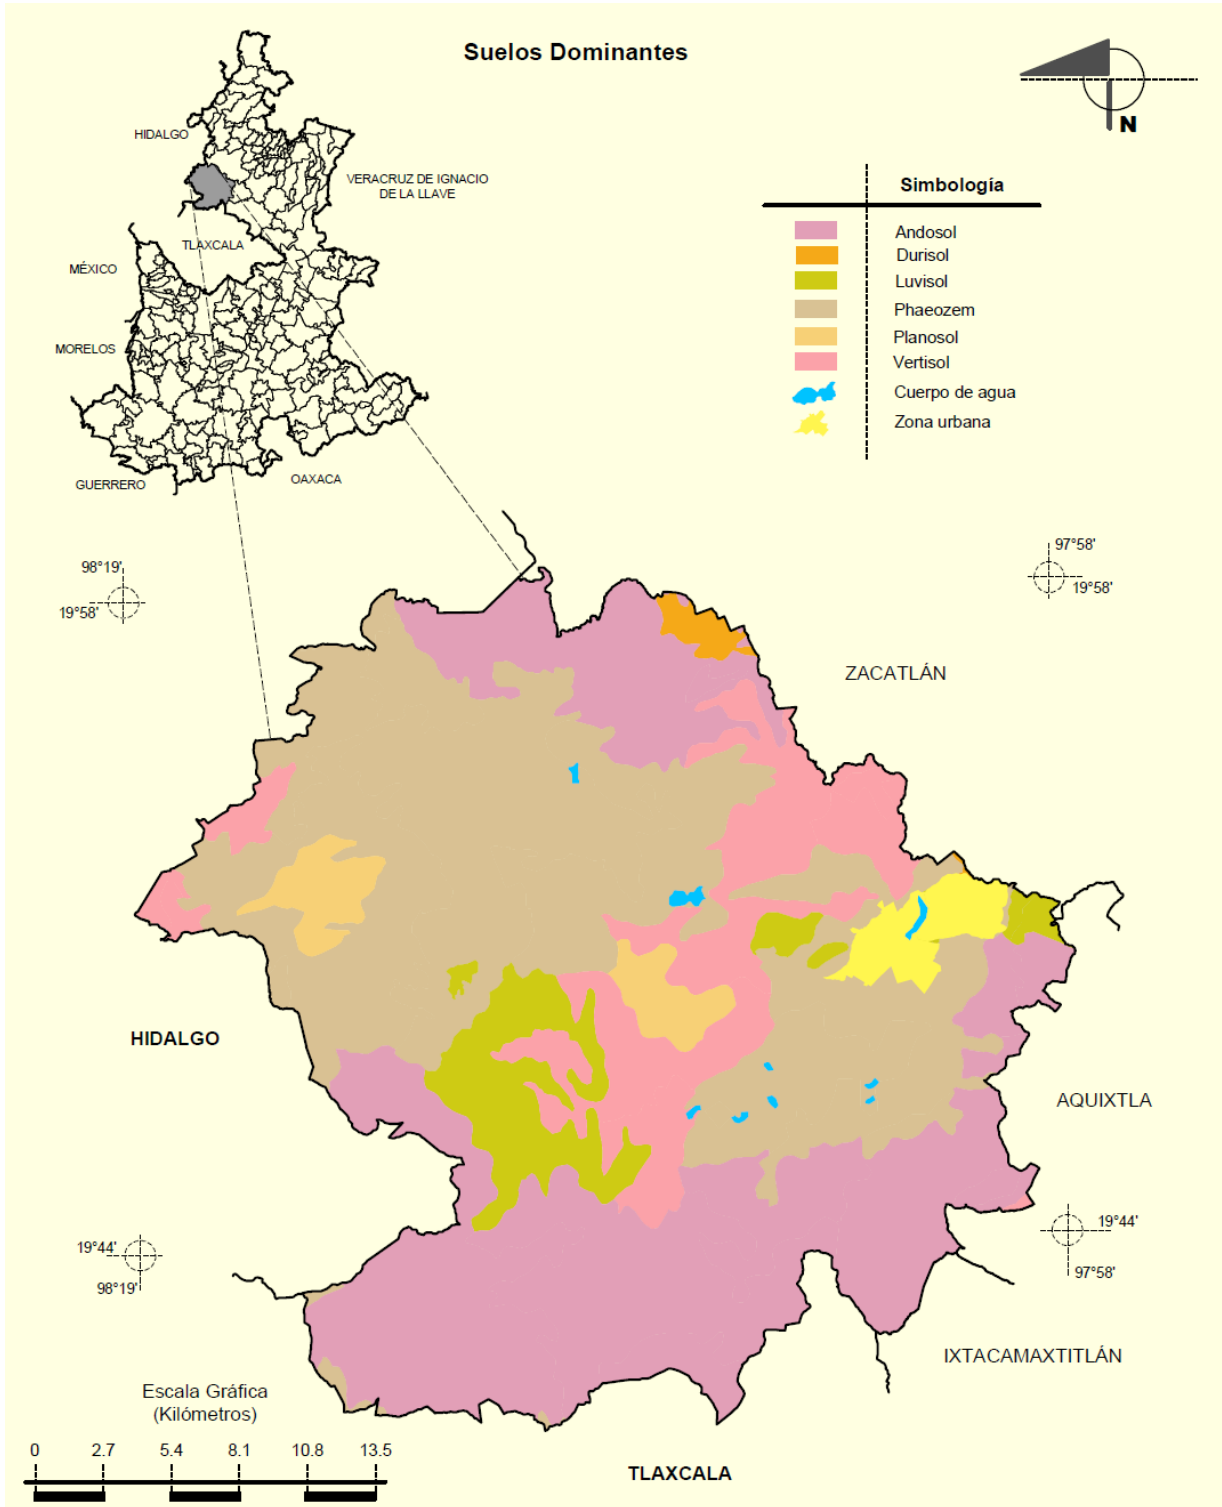 Suelos Dominantes
N
HIDALGO
VERACRUZ DE IGNACIO
DE LA LLAVE
TLAXCALA
MÉXICO
MORELOS
GUERRERO
OAXACA
Simbología
Andosol
Durisol
Luvisol
Phaeozem
Planosol
Vertisol
Cuerpo de agua
Zona urbana
98°19'
19°58'
97°58'
19°58'
ZACATLÁN
HIDALGO
AQUIXTLA
19°44'
98°19'
19°44'
97°58'
IXTACAMAXTITLÁN
TLAXCALA
Escala Gráfica
(Kilómetros)
0 2.7 5.4 8.1 10.8 13.5